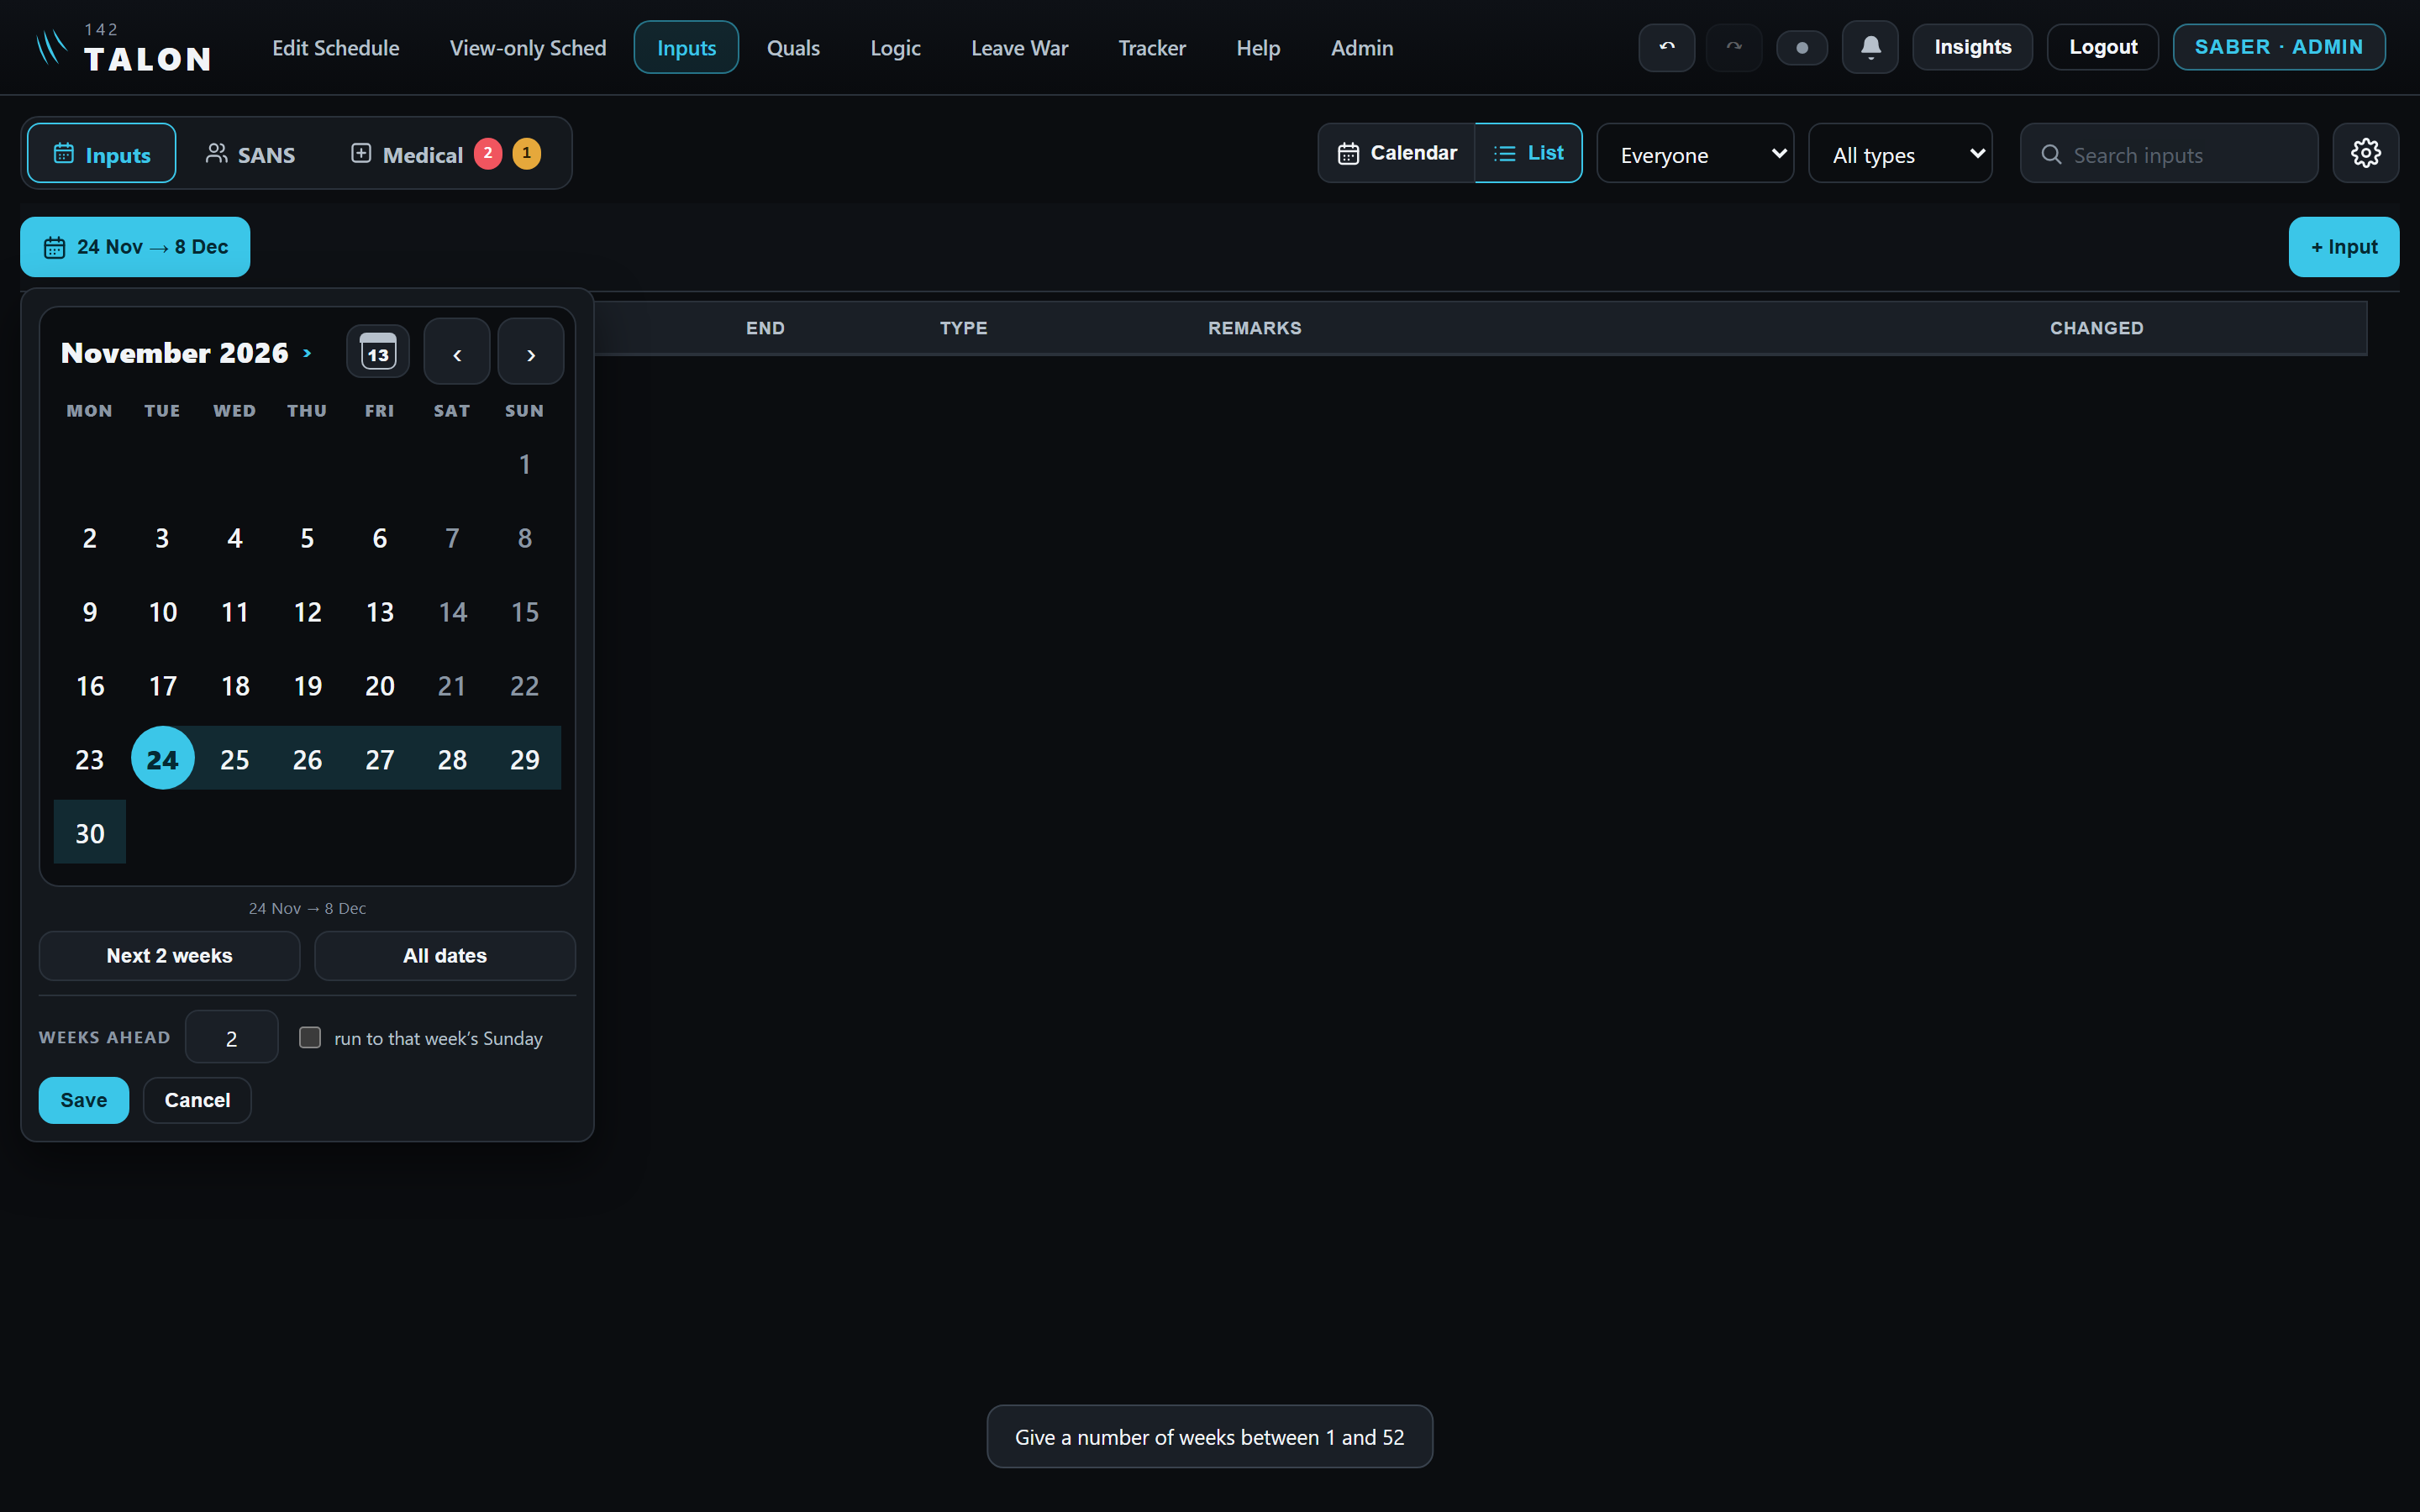 142
TALON
Edit Schedule
View-only Sched
Inputs
Quals
Logic
Leave War
Tracker
Help
Admin
Insights
Logout
SABER · ADMIN
Inputs
SANS
Medical
2
1
Calendar
List
Everyone
All types
Search inputs
24 Nov → 8 Dec
+ Input
END
TYPE
REMARKS
CHANGED
November 2026 ›
13
‹
›
MON TUE WED THU FRI SAT SUN
1
2 3 4 5 6 7 8
9 10 11 12 13 14 15
16 17 18 19 20 21 22
23 24 25 26 27 28 29
30
24 Nov → 8 Dec
Next 2 weeks
All dates
WEEKS AHEAD
2
run to that week's Sunday
Save
Cancel
Give a number of weeks between 1 and 52